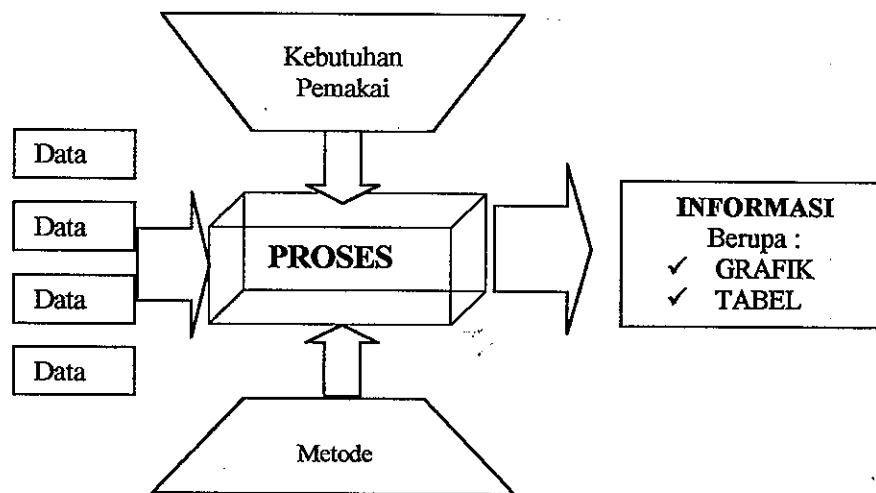 Kebutuhan
Pemakai
Data
Data
Data
Data
PROSES
INFORMASI
Berupa :
✓ GRAFIK
✓ TABEL
Metode